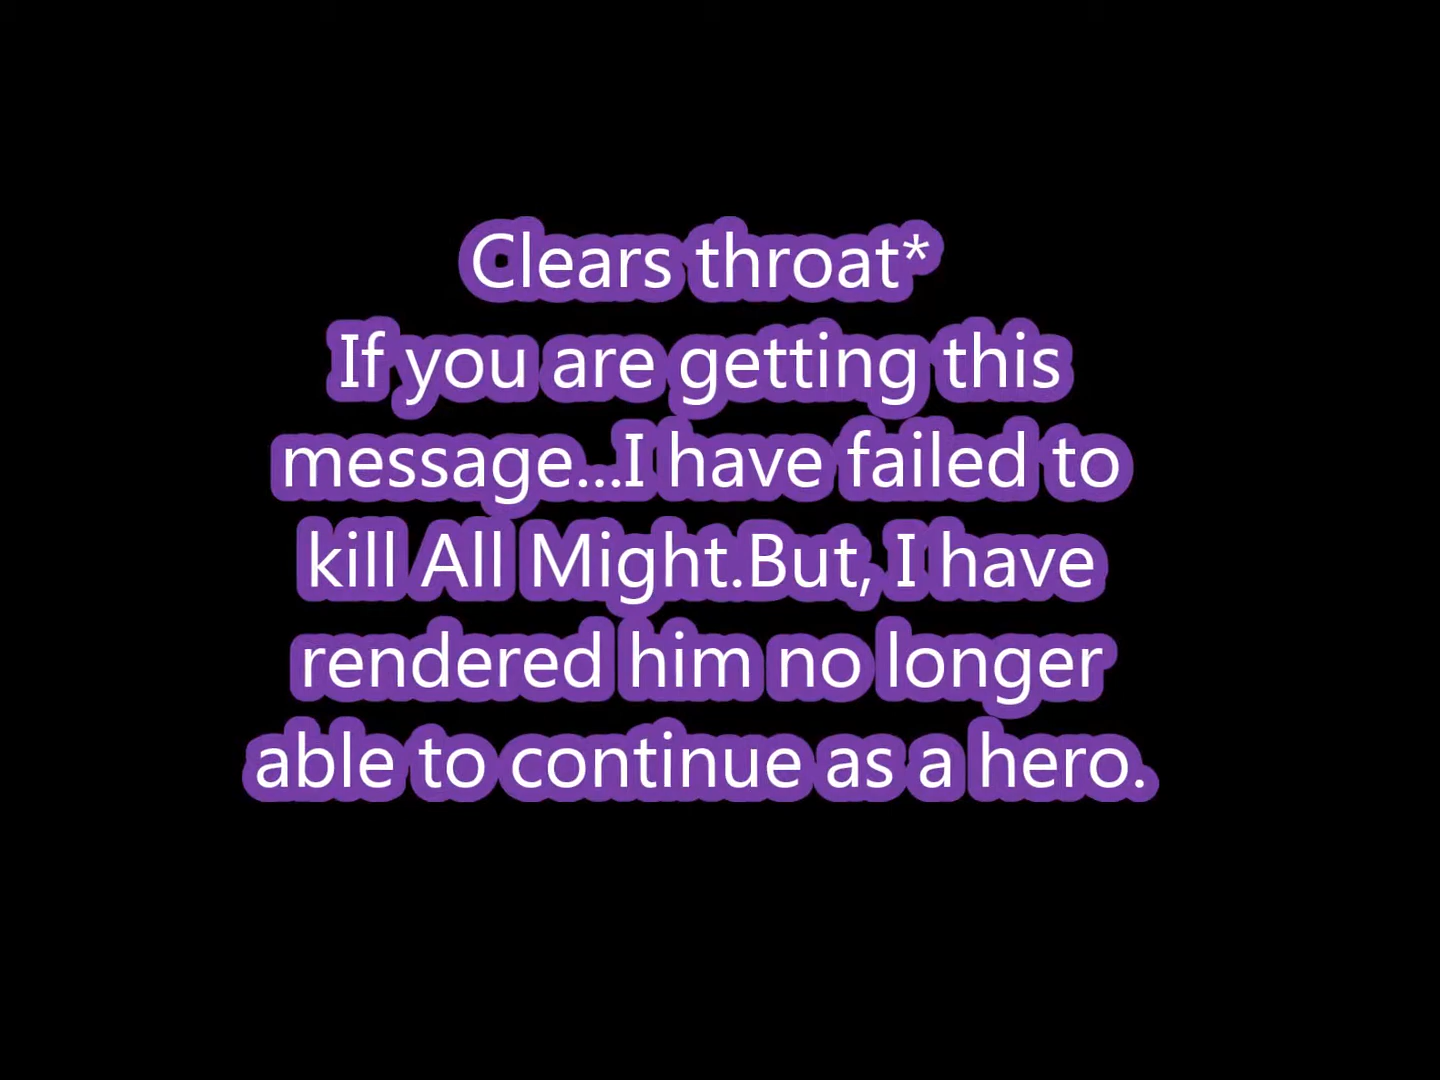 Clears throat*
If you are getting this
message...I have failed to
kill All Might.But, I have
rendered him no longer
able to continue as a hero.